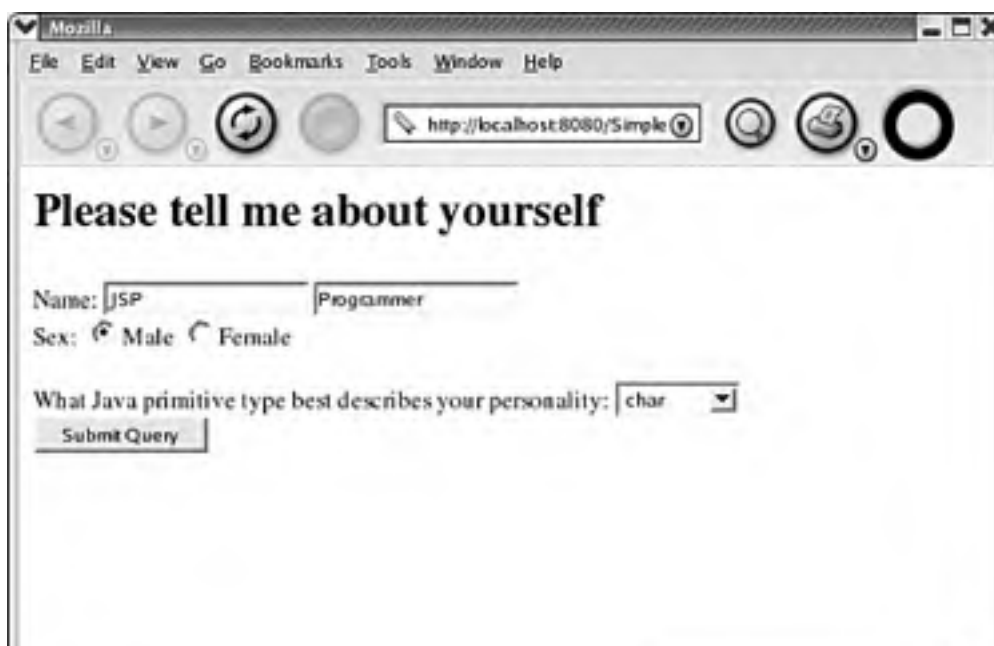 Mozilla
File Edit View Go Bookmarks Tools Window Help
http://localhost:8080/Simple
Please tell me about yourself
Name: JSP Programmer
Sex: Male Female
What Java primitive type best describes your personality: char
Submit Query